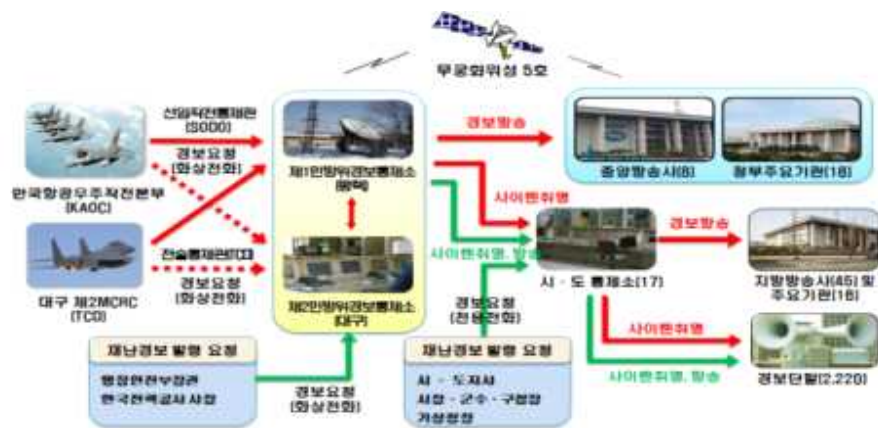 무궁화위성 5호
선임작전통제관
(SODO)
경보요청
(화상전화)
한국항공우주작전본부
(KAOC)
제1민방위경보통제소
(평택)
경보방송
중앙방송사(8)
정부주요기관(18)
사이렌취명
사이렌취명, 방송
대구 제2MCRC
(TCO)
경보요청
(화상전화)
제2민방위경보통제소
(대구)
경보요청
(전용전화)
시·도 통제소(17)
경보방송
지방방송사(45) 및
주요기관(16)
재난경보 발령 요청
행정안전부장관
한국전력공사 사장
경보요청
(화상전화)
재난경보 발령 요청
시·도지사
시장·군수·구청장
기상청장
사이렌취명
사이렌취명, 방송
경보단말(2,220)